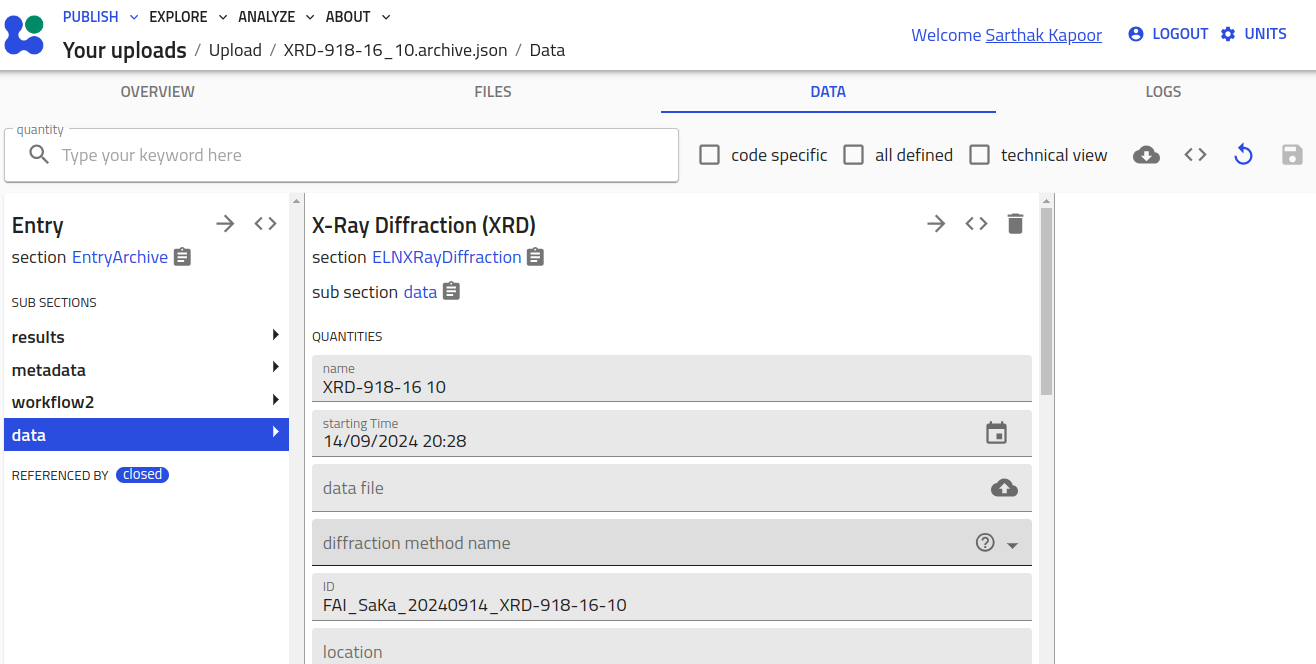 PUBLISH EXPLORE ANALYZE ABOUT
Your uploads / Upload / XRD-918-16_10.archive.json / Data
Welcome Sarthak Kapoor LOGOUT UNITS
OVERVIEW FILES DATA LOGS
quantity
Type your keyword here
code specific all defined technical view
Entry
section EntryArchive
SUB SECTIONS
results
metadata
workflow2
data
REFERENCED BY closed
X-Ray Diffraction (XRD)
section ELNXRayDiffraction
sub section data
QUANTITIES
name
XRD-918-16 10
starting Time
14/09/2024 20:28
data file
diffraction method name
ID
FAI_SaKa_20240914_XRD-918-16-10
location